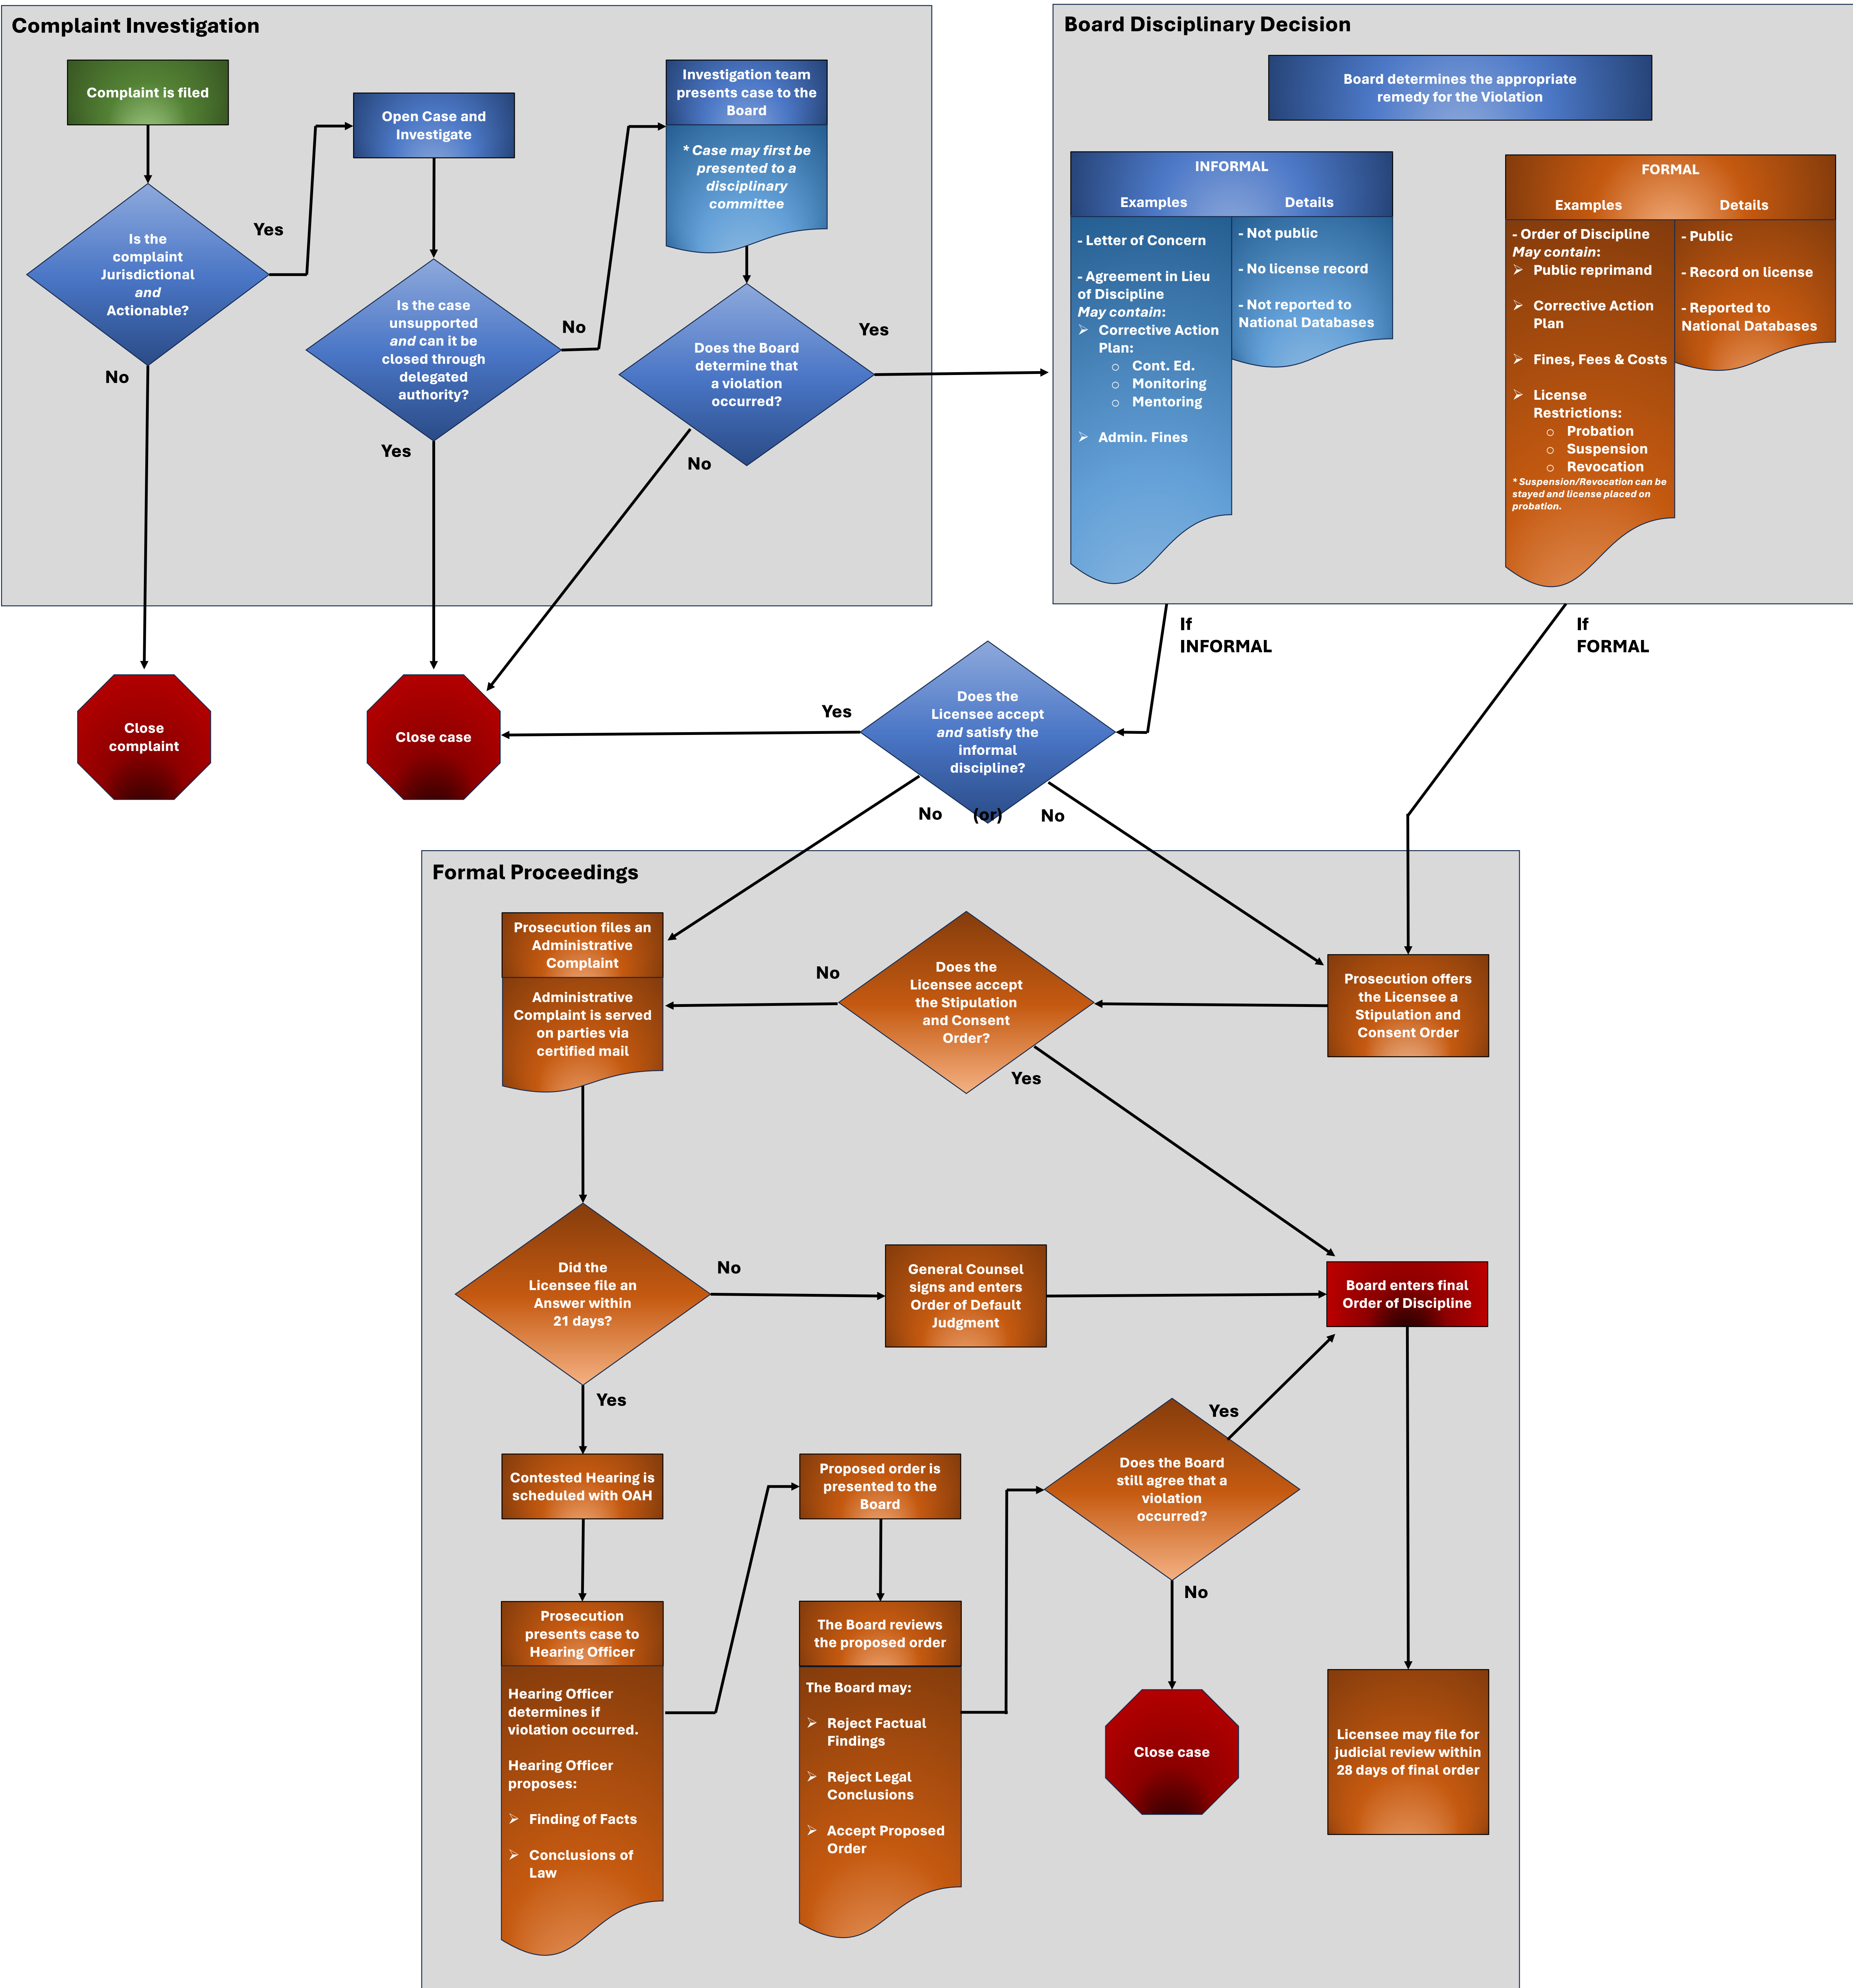 Complaint Investigation
Complaint is filed
Is the
complaint
Jurisdictional
and
Actionable?
Yes
No
Open Case and
Investigate
Is the case
unsupported
and can it be
closed through
delegated
authority?
No
Yes
Investigation team
presents case to the
Board
* Case may first be
presented to a
disciplinary
committee
Does the Board
determine that
a violation
occurred?
Yes
No
Board Disciplinary Decision
Board determines the appropriate
remedy for the Violation
INFORMAL
Examples
Details
- Letter of Concern
- Agreement in Lieu
of Discipline
May contain:
➢ Corrective Action
Plan:
o Cont. Ed.
o Monitoring
o Mentoring
➢ Admin. Fines
- Not public
- No license record
- Not reported to
National Databases
FORMAL
Examples
Details
- Order of Discipline
May contain:
➢ Public reprimand
➢ Corrective Action
Plan
➢ Fines, Fees & Costs
➢ License
Restrictions:
o Probation
o Suspension
o Revocation
* Suspension/Revocation can be
stayed and license placed on
probation.
- Public
- Record on license
- Reported to
National Databases
If
INFORMAL
If
FORMAL
Close
complaint
Close case
Yes
Does the
Licensee accept
and satisfy the
informal
discipline?
No
(or)
No
Formal Proceedings
Prosecution files an
Administrative
Complaint
Administrative
Complaint is served
on parties via
certified mail
No
Does the
Licensee accept
the Stipulation
and Consent
Order?
Yes
Prosecution offers
the Licensee a
Stipulation and
Consent Order
Did the
Licensee file an
Answer within
21 days?
No
Yes
General Counsel
signs and enters
Order of Default
Judgment
Board enters final
Order of Discipline
Contested Hearing is
scheduled with OAH
Prosecution
presents case to
Hearing Officer
Hearing Officer
determines if
violation occurred.
Hearing Officer
proposes:
➢ Finding of Facts
➢ Conclusions of
Law
Proposed order is
presented to the
Board
The Board reviews
the proposed order
The Board may:
➢ Reject Factual
Findings
➢ Reject Legal
Conclusions
➢ Accept Proposed
Order
Does the Board
still agree that a
violation
occurred?
Yes
No
Close case
Licensee may file for
judicial review within
28 days of final order